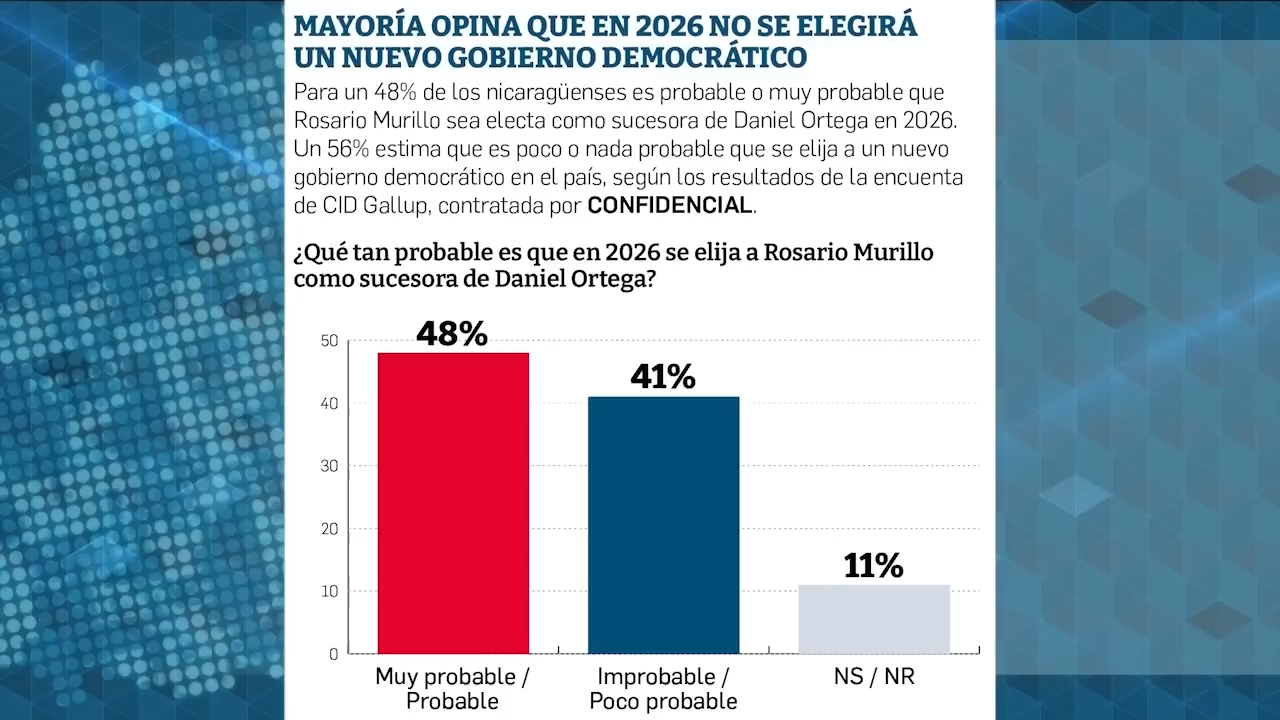 MAYORÍA OPINA QUE EN 2026 NO SE ELEGIRÁ
UN NUEVO GOBIERNO DEMOCRÁTICO
Para un 48% de los nicaragüenses es probable o muy probable que
Rosario Murillo sea electa como sucesora de Daniel Ortega en 2026.
Un 56% estima que es poco o nada probable que se elija a un nuevo
gobierno democrático en el país, según los resultados de la encuenta
de CID Gallup, contratada por CONFIDENCIAL.
¿Qué tan probable es que en 2026 se elija a Rosario Murillo
como sucesora de Daniel Ortega?
50
40
30
20
10
0
48%
41%
11%
Muy probable /
Probable
Improbable /
Poco probable
NS / NR